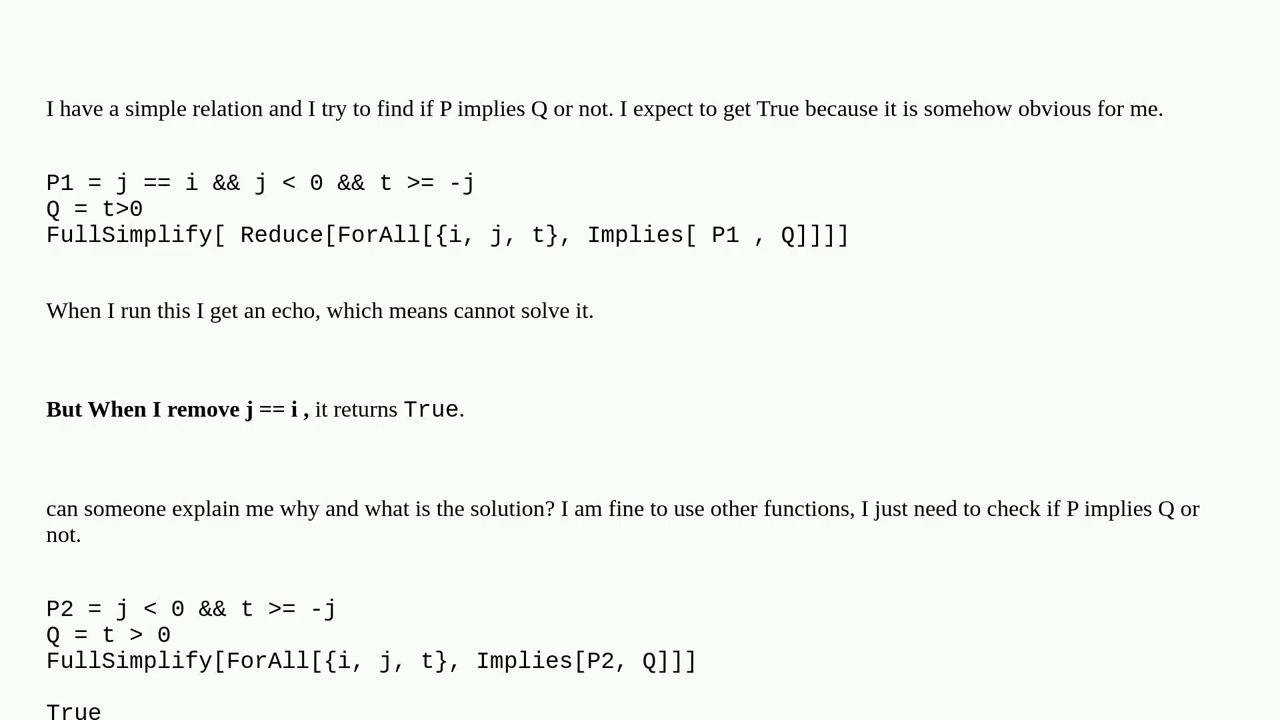 I have a simple relation and I try to find if P implies Q or not. I expect to get True because it is somehow obvious for me.
P1 = j == i && j < 0 && t >= -j
Q = t>0
FullSimplify[ Reduce[ForAll[{i, j, t}, Implies[ P1 , Q]]]]
When I run this I get an echo, which means cannot solve it.
But When I remove j == i , it returns True.
can someone explain me why and what is the solution? I am fine to use other functions, I just need to check if P implies Q or
not.
P2 = j < 0 && t >= -j
Q = t > 0
FullSimplify[ForAll[{i, j, t}, Implies[P2, Q]]]
True